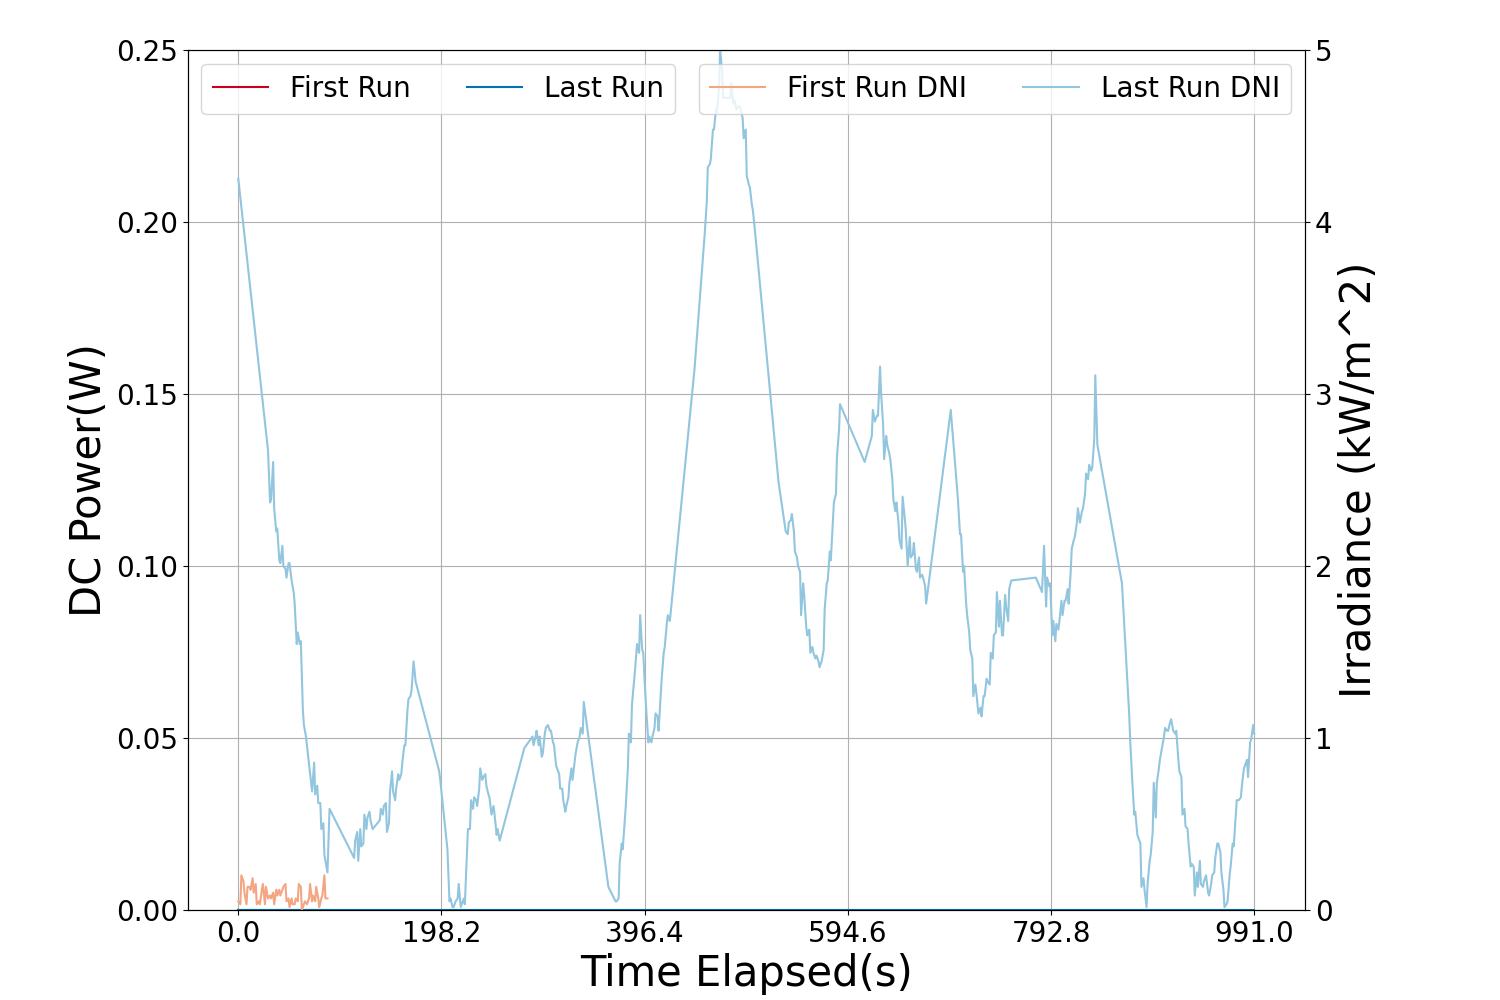 First Run
Last Run
First Run DNI
Last Run DNI
0.25
0.20
0.15
0.10
0.05
0.00
DC Power(W)
5
4
3
2
1
0
Irradiance (kW/m^2)
0.0 198.2 396.4 594.6 792.8 991.0
Time Elapsed(s)